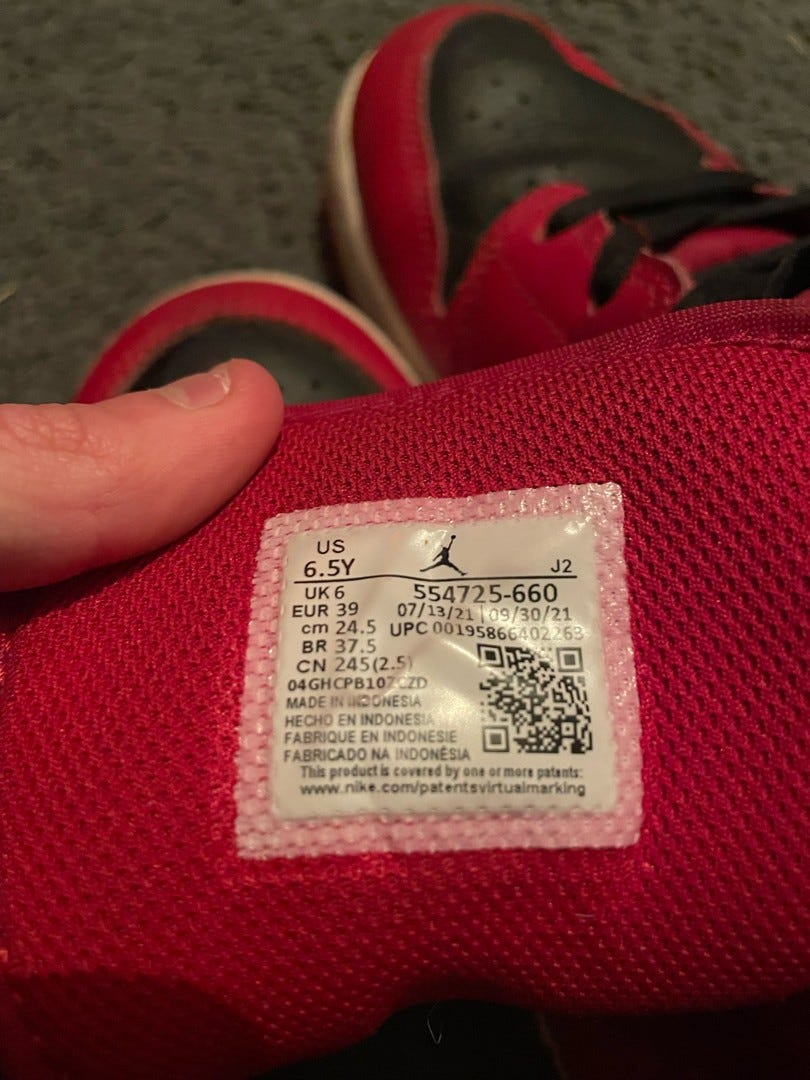 US
6.5Y
J2
UK 6
554725-660
EUR 39
07/13/21 | 09/30/21
cm 24.5
UPC 00195866402263
BR 37.5
CN 245(2.5)
MADE IN INDONESIA
HECHO EN INDONESIA
FABRIQUE EN INDONESIE
FABRICADO NA INDONÉSIA
This product is covered by one or more patents:
www.nike.com/patentsvirtualmarking